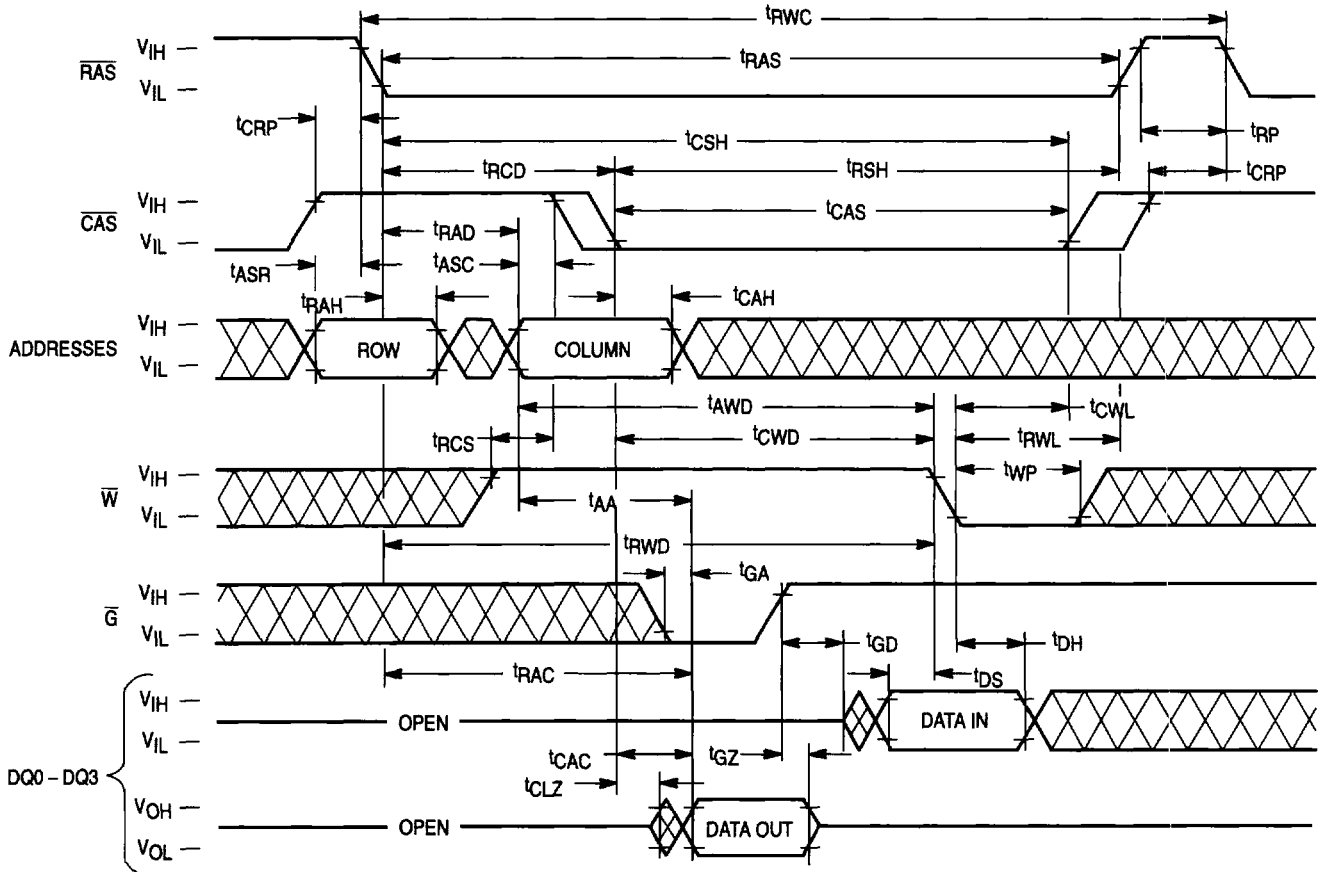 tRWC
VIH
RAS
tRAS
VIL
tCRP
tCSH
tRP
tRCD
tRSH
tCRP
VIH
CAS
tCAS
VIL
tRAD
tASR
tASC
tRAH
tCAH
VIH
ADDRESSES
ROW
COLUMN
VIL
tAWD
tCWL
tRCS
tCWD
tRWL
VIH
tWP
W
tAA
VIL
tRWD
tGA
VIH
G
VIL
tGD
tDH
tRAC
tDS
VIH
OPEN
DATA IN
VIL
tCAC
tGZ
DQ0 – DQ3
tCLZ
VOH
OPEN
DATA OUT
VOL